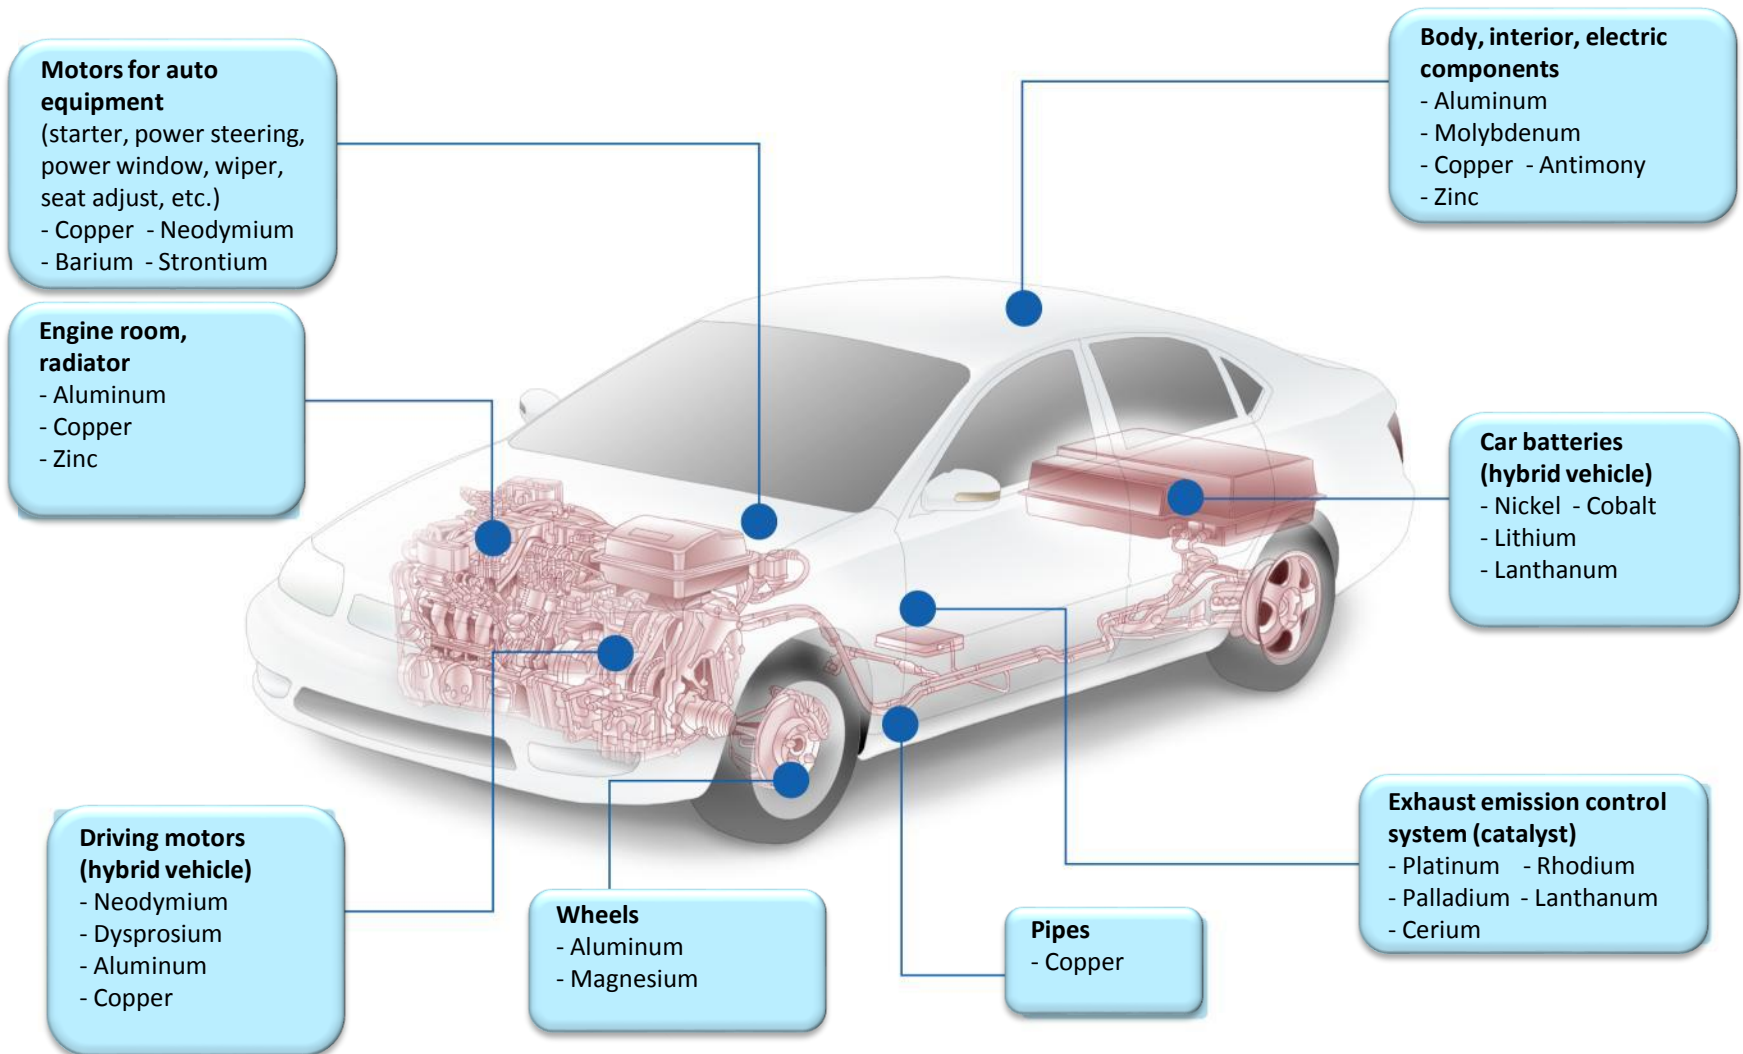 Motors for auto
equipment
(starter, power steering,
power window, wiper,
seat adjust, etc.)
- Copper - Neodymium
- Barium - Strontium
Body, interior, electric
components
- Aluminum
- Molybdenum
- Copper - Antimony
- Zinc
Engine room,
radiator
- Aluminum
- Copper
- Zinc
Car batteries
(hybrid vehicle)
- Nickel - Cobalt
- Lithium
- Lanthanum
Driving motors
(hybrid vehicle)
- Neodymium
- Dysprosium
- Aluminum
- Copper
Wheels
- Aluminum
- Magnesium
Pipes
- Copper
Exhaust emission control
system (catalyst)
- Platinum - Rhodium
- Palladium - Lanthanum
- Cerium